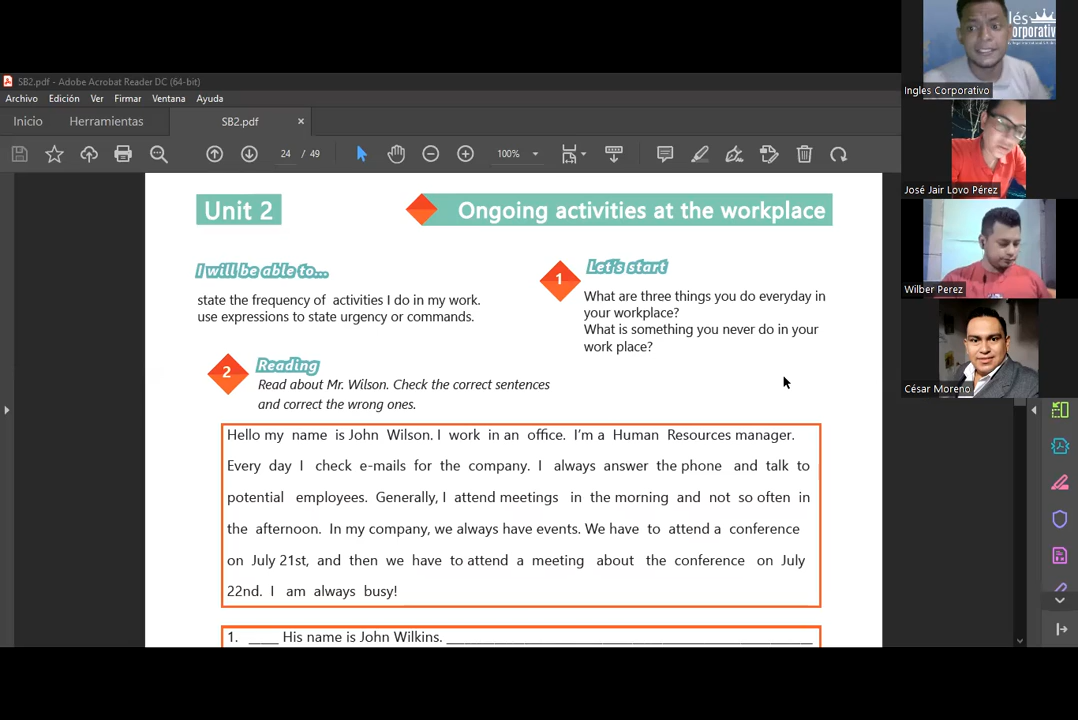 SB2.pdf - Adobe Acrobat Reader DC (64-bit)
Archivo Edición Ver Firmar Ventana Ayuda
Inicio Herramientas SB2.pdf ×
24 / 49 100%
Unit 2
Ongoing activities at the workplace
I will be able to...
state the frequency of activities I do in my work.
use expressions to state urgency or commands.
1 Let's start
What are three things you do everyday in
your workplace?
What is something you never do in your
work place?
2 Reading
Read about Mr. Wilson. Check the correct sentences
and correct the wrong ones.
Hello my name is John Wilson. I work in an office. I'm a Human Resources manager.
Every day I check e-mails for the company. I always answer the phone and talk to
potential employees. Generally, I attend meetings in the morning and not so often in
the afternoon. In my company, we always have events. We have to attend a conference
on July 21st, and then we have to attend a meeting about the conference on July
22nd. I am always busy!
1. ____ His name is John Wilkins. ____
lés
orporativ
Ingles Corporativo
José Jair Lovo Pérez
Wilber Perez
César Moreno